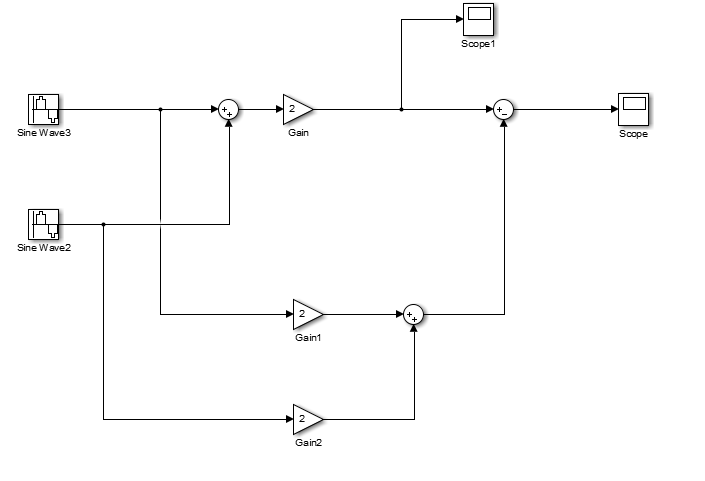 Scope1
Sine Wave3
2
Gain
Scope
Sine Wave2
2
Gain1
2
Gain2